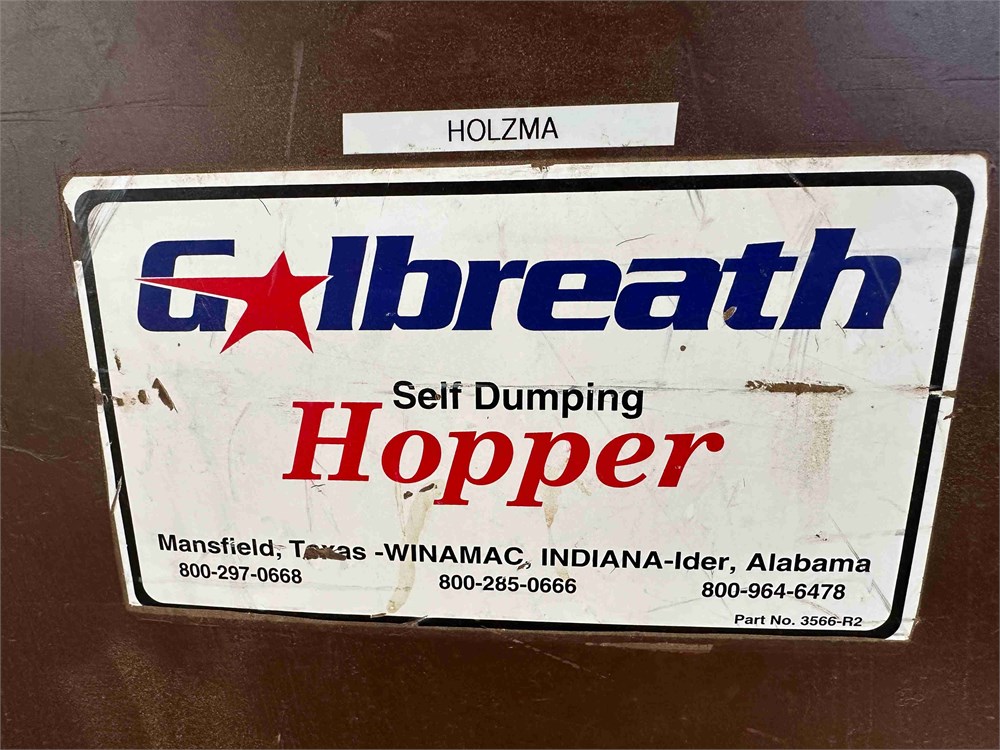 HOLZMA
Galbreath
Self Dumping
Hopper
Mansfield, Texas -WINAMAC, INDIANA-Ider, Alabama
800-297-0668 800-285-0666 800-964-6478
Part No. 3566-R2